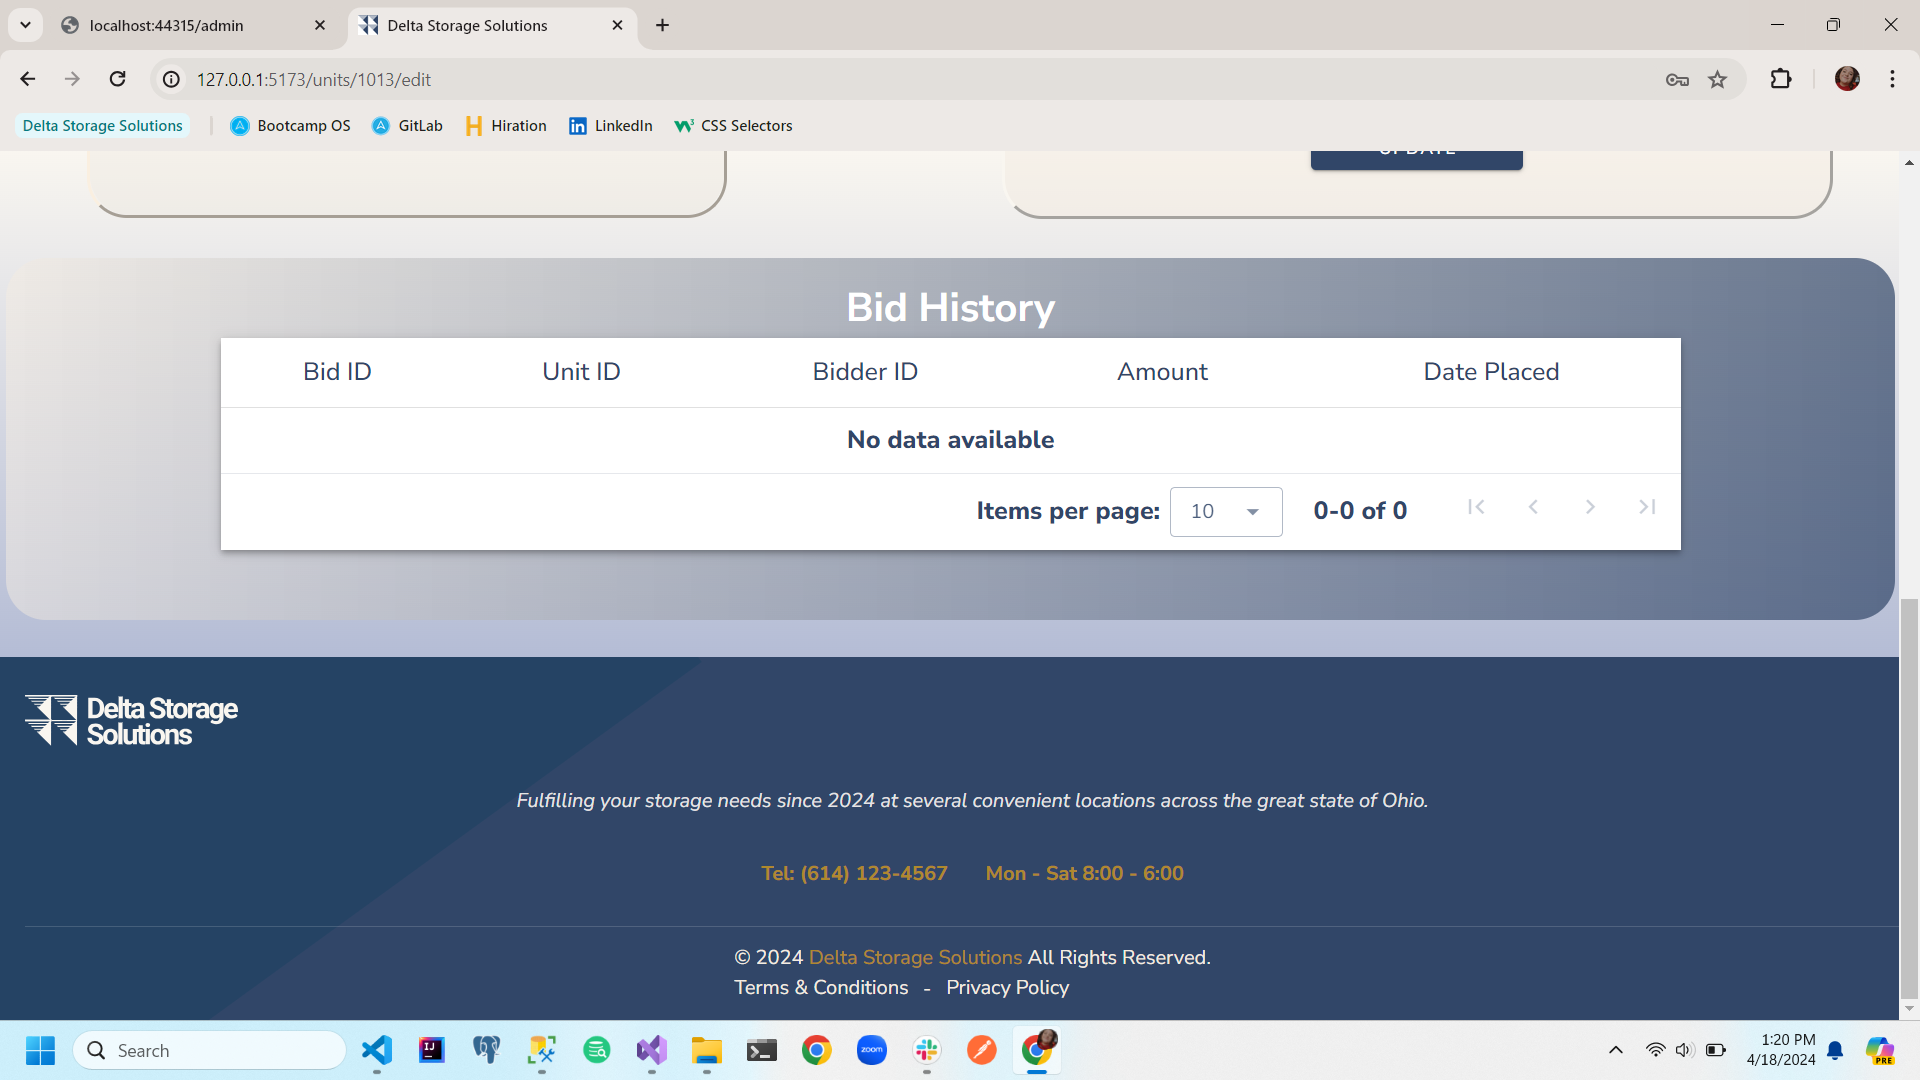 localhost:44315/admin
Delta Storage Solutions
127.0.0.1:5173/units/1013/edit
Delta Storage Solutions
Bootcamp OS
GitLab
Hiration
LinkedIn
CSS Selectors
UPDATE
Bid History
Bid ID Unit ID Bidder ID Amount Date Placed
No data available
Items per page: 10 0-0 of 0
Delta Storage
Solutions
Fulfilling your storage needs since 2024 at several convenient locations across the great state of Ohio.
Tel: (614) 123-4567 Mon - Sat 8:00 - 6:00
© 2024 Delta Storage Solutions All Rights Reserved.
Terms & Conditions - Privacy Policy
Search
IJ
zoom
1:20 PM
4/18/2024
PRE